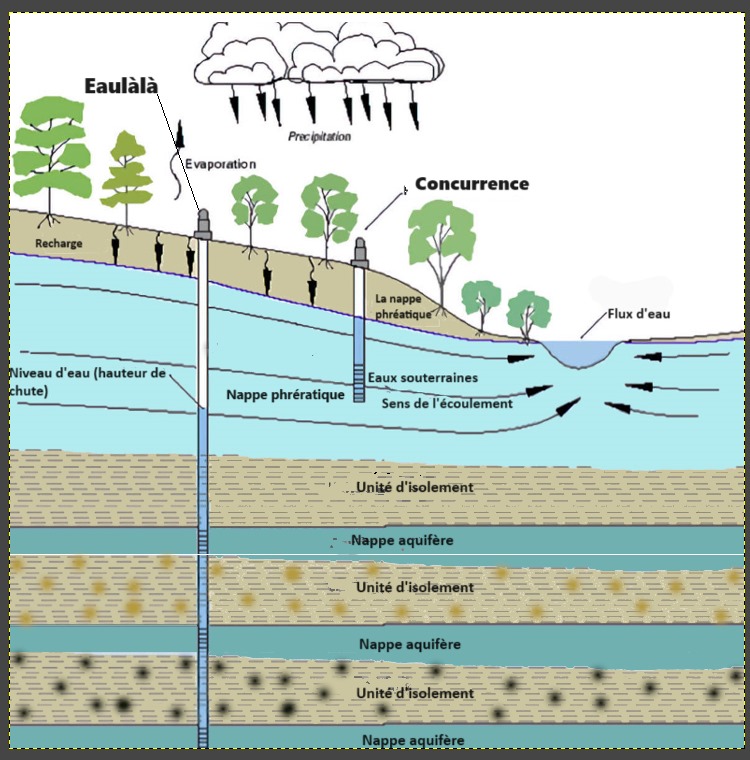 Eaulàlà
Precipitation
Evaporation
Concurrence
Recharge
La nappe
phréatique
Flux d'eau
Niveau d'eau (hauteur de
chute)
Eaux souterraines
Nappe phrératique
Sens de l'écoulement
Unité d'isolement
Nappe aquifère
Unité d'isolement
Nappe aquifère
Unité d'isolement
Nappe aquifère